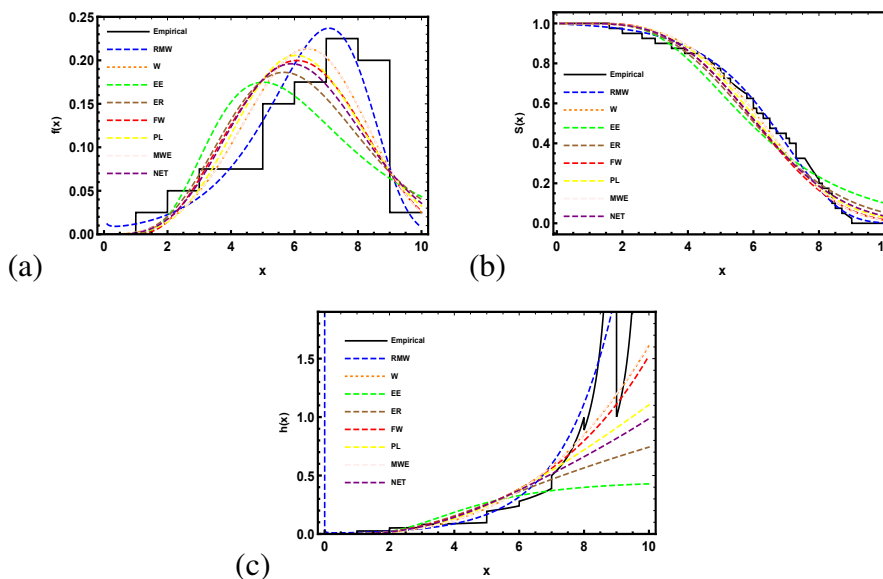 0.25
0.20
0.15
0.10
0.05
0.00
f(x)
Empirical
RMW
W
EE
ER
FW
PL
MWE
NET
0 2 4 6 8 10
x
(a)
1.0
0.8
0.6
0.4
0.2
0.0
S(x)
Empirical
RMW
W
EE
ER
FW
PL
MWE
NET
0 2 4 6 8 10
x
(b)
1.5
1.0
0.5
0.0
h(x)
Empirical
RMW
W
EE
ER
FW
PL
MWE
NET
0 2 4 6 8 10
x
(c)